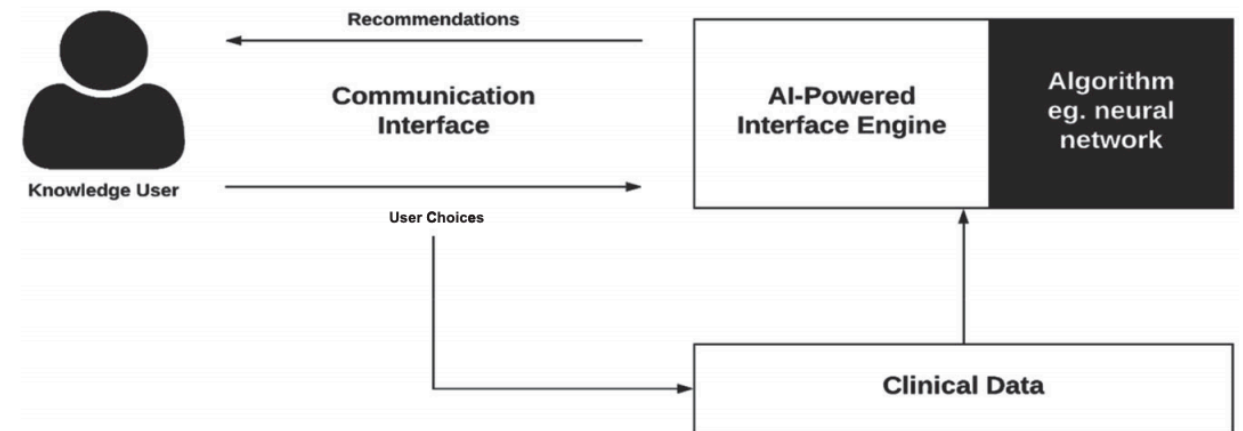 Recommendations
Communication
Interface
Knowledge User
User Choices
AI-Powered
Interface Engine
Algorithm
eg. neural
network
Clinical Data